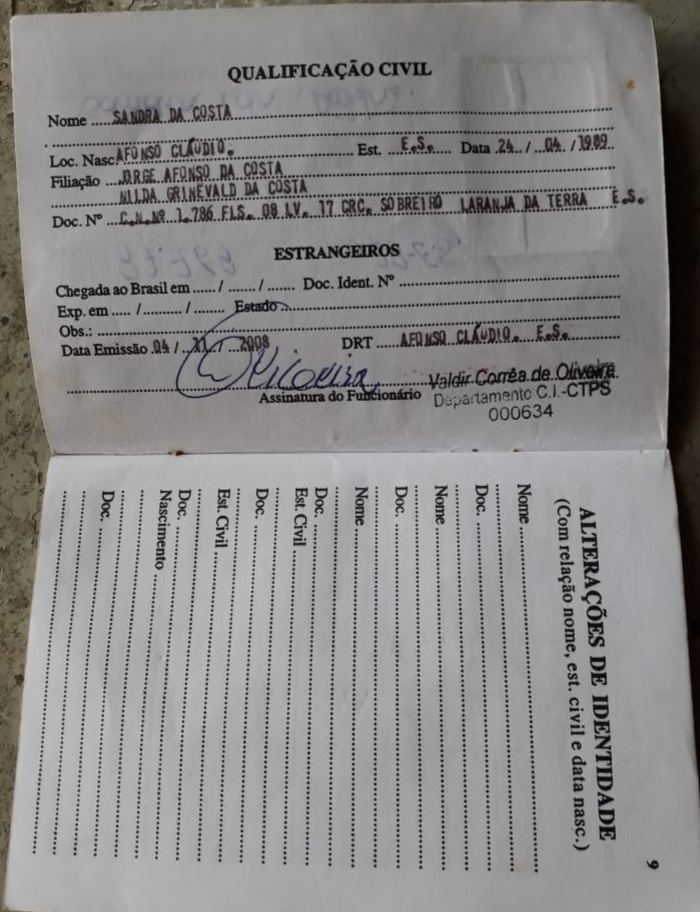 QUALIFICAÇÃO CIVIL
Nome ....SANDRA DA COSTA
Loc. Nasc AFONSO CLÁUDIO. Est. E.S. Data 24 / 04 / 1989
Filiação JORGE AFONSO DA COSTA
NILDA GRINEVALD DA COSTA
Doc. Nº C.N.Nº 1.786 FLS. 08 LV. 17 CRC. SOBREIRO LARANJA DA TERRA E.S.
ESTRANGEIROS
Chegada ao Brasil em ...... / ........ / ....... Doc. Ident. Nº
Exp. em ...... / .......... / ........ Estado
Obs.:
Data Emissão 04 / 11 / 2008 DRT AFONSO CLÁUDIO. E.S.
Assinatura do Funcionário
Valdir Corrêa de Oliveira
Departamento C.I.-CTPS
000634
ALTERAÇÕES DE IDENTIDADE
(Com relação nome, est. civil e data nasc.)
Nome
Doc.
Nome
Doc.
Nome
Doc.
Est. Civil
Doc.
Est. Civil
Doc.
Nascimento
Doc.
9